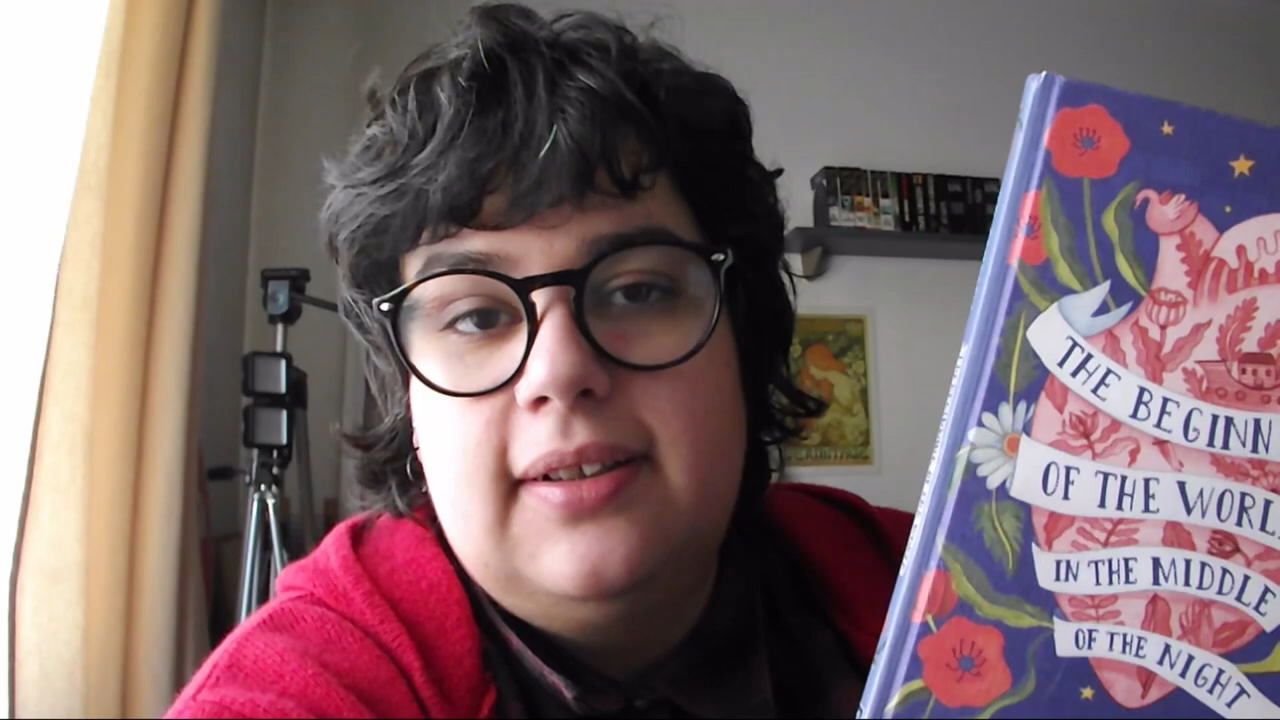 THE BEGINN
OF THE WORL
IN THE MIDDLE
OF THE NIGHT